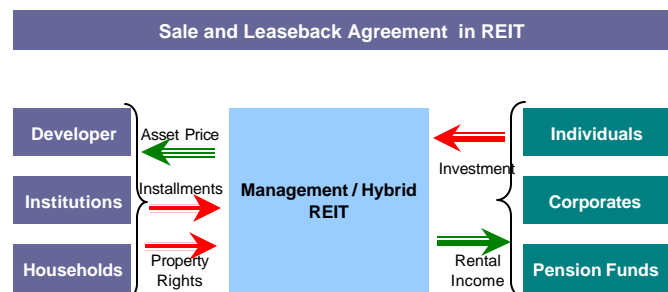 Sale and Leaseback Agreement in REIT
Developer
Institutions
Households
Asset Price
Installments
Property
Rights
Management / Hybrid
REIT
Investment
Rental
Income
Individuals
Corporates
Pension Funds